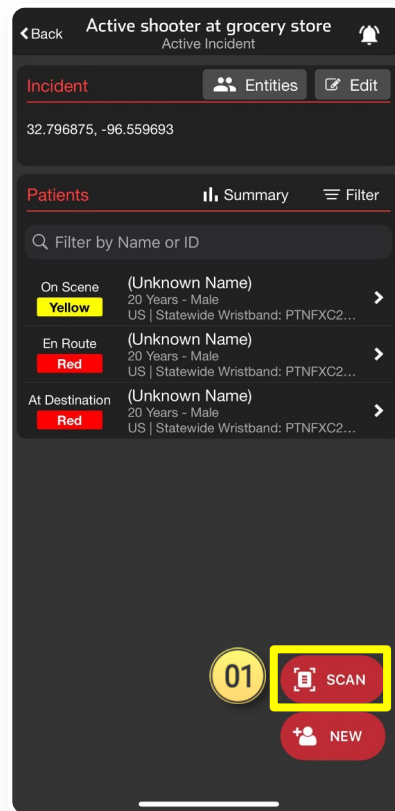 Back
Active shooter at grocery store
Active Incident
Incident
Entities
Edit
32.796875, -96.559693
Patients
Summary
Filter
Filter by Name or ID
On Scene
Yellow
(Unknown Name)
20 Years - Male
US | Statewide Wristband: PTNFXC2...
En Route
Red
(Unknown Name)
20 Years - Male
US | Statewide Wristband: PTNFXC2...
At Destination
Red
(Unknown Name)
20 Years - Male
US | Statewide Wristband: PTNFXC2...
01
SCAN
NEW